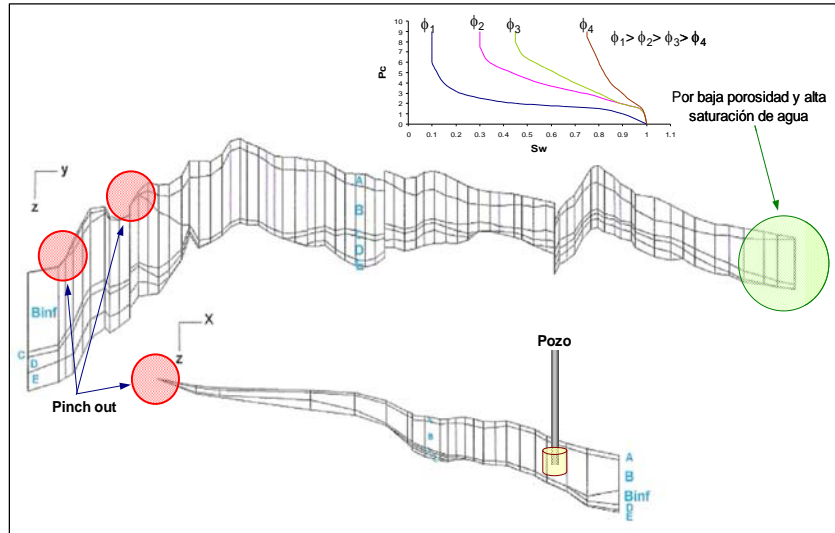 ϕ1
ϕ2
ϕ3
ϕ4
ϕ1> ϕ2> ϕ3> ϕ4
Pc
10
9
8
7
6
5
4
3
2
1
0
0 0.1 0.2 0.3 0.4 0.5 0.6 0.7 0.8 0.9 1 1.1
Sw
Por baja porosidad y alta
saturación de agua
y
z
A
B
D
E
Binf
C
D
E
Pinch out
X
z
Pozo
B
A
B
Binf
D
E